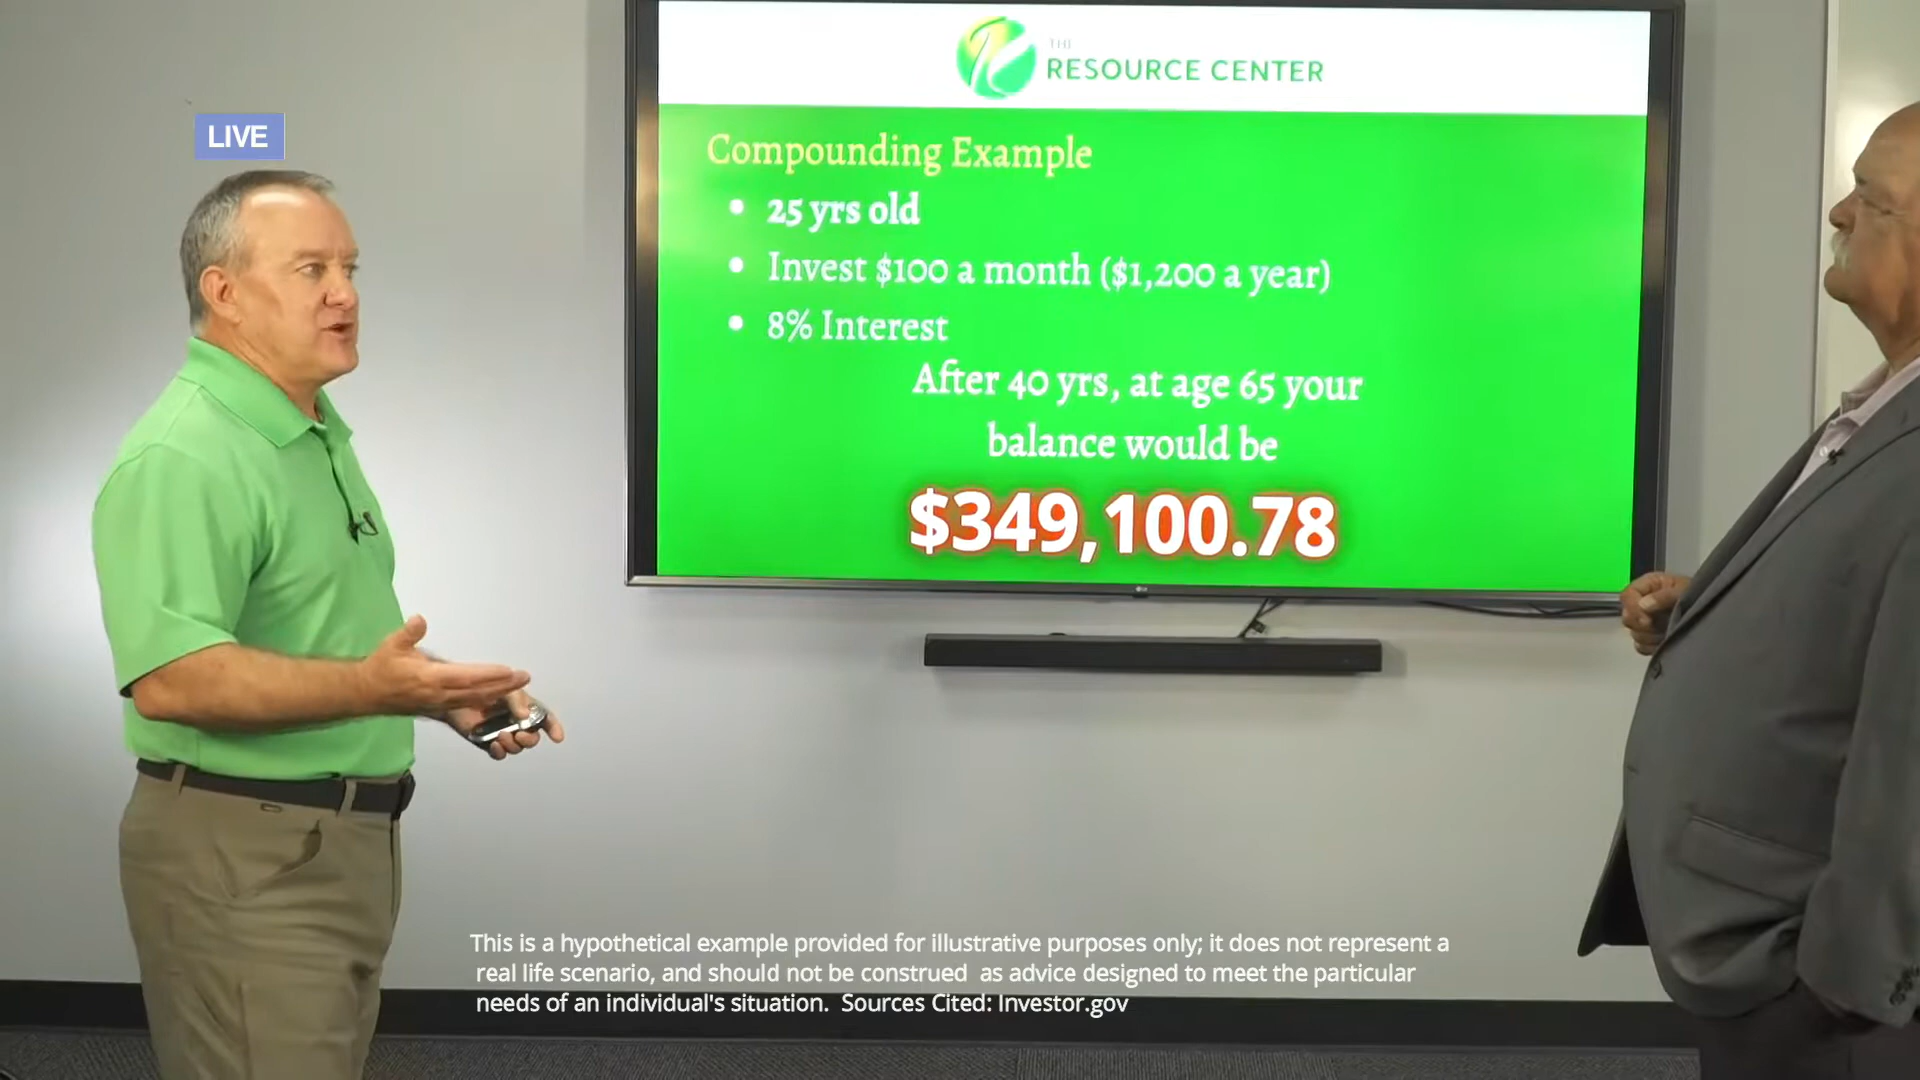 THE
RESOURCE CENTER
LIVE
Compounding Example
• 25 yrs old
• Invest $100 a month ($1,200 a year)
• 8% Interest
After 40 yrs, at age 65 your
balance would be
$349,100.78
LG
This is a hypothetical example provided for illustrative purposes only; it does not represent a
real life scenario, and should not be construed as advice designed to meet the particular
needs of an individual's situation. Sources Cited: Investor.gov